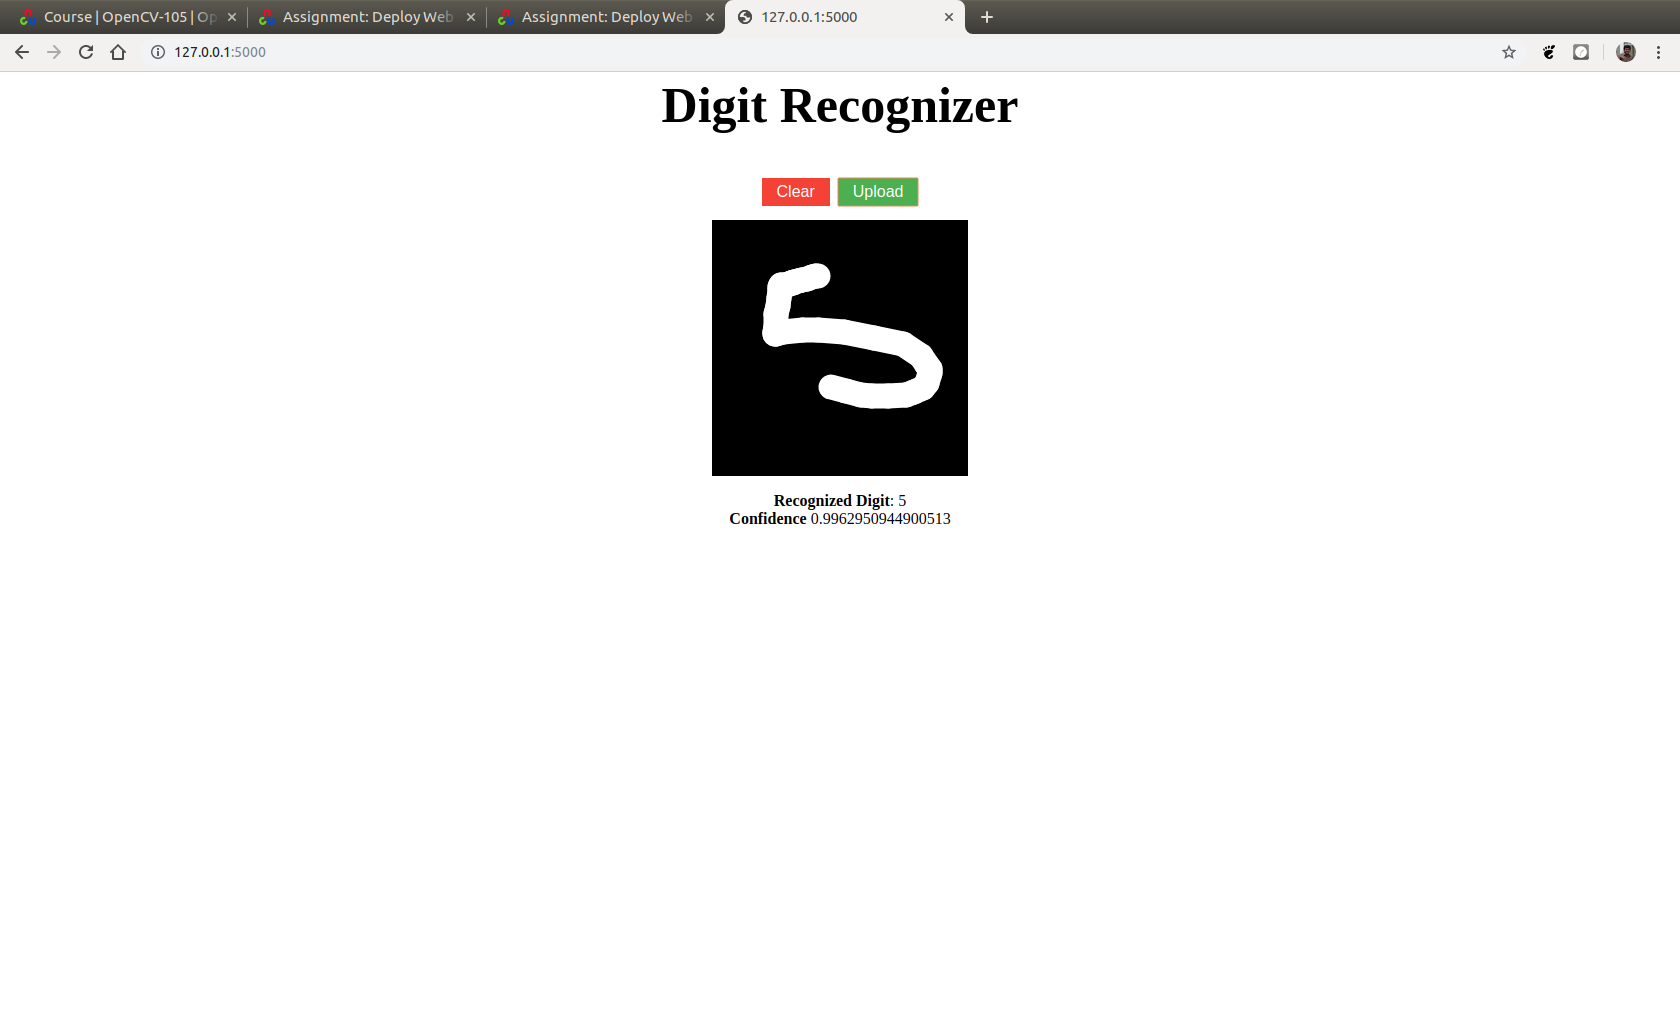 Course | OpenCV-105 | Op
Assignment: Deploy Web
Assignment: Deploy Web
127.0.0.1:5000
127.0.0.1:5000
Digit Recognizer
Clear Upload
5
Recognized Digit: 5
Confidence 0.9962950944900513